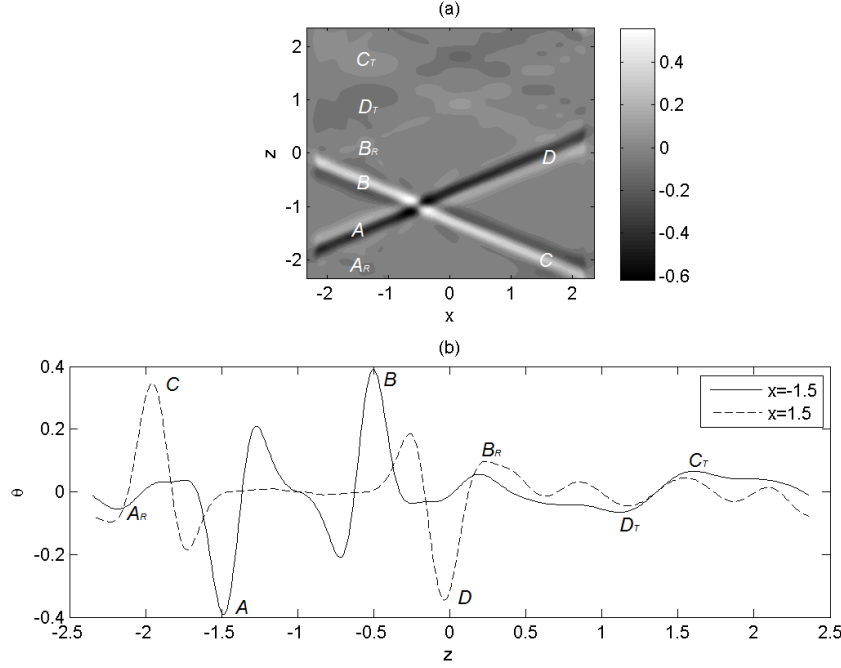 (a)
2
1
0
-1
-2
z
-2
-1
0
1
2
x
C_T
D_T
B_R
B
D
A
A_R
C
0.4
0.2
0
-0.2
-0.4
-0.6
(b)
0.4
0.2
0
-0.2
-0.4
θ
-2.5
-2
-1.5
-1
-0.5
0
0.5
1
1.5
2
2.5
z
C
B
B_R
C_T
A_R
A
D
D_T
x=-1.5
x=1.5